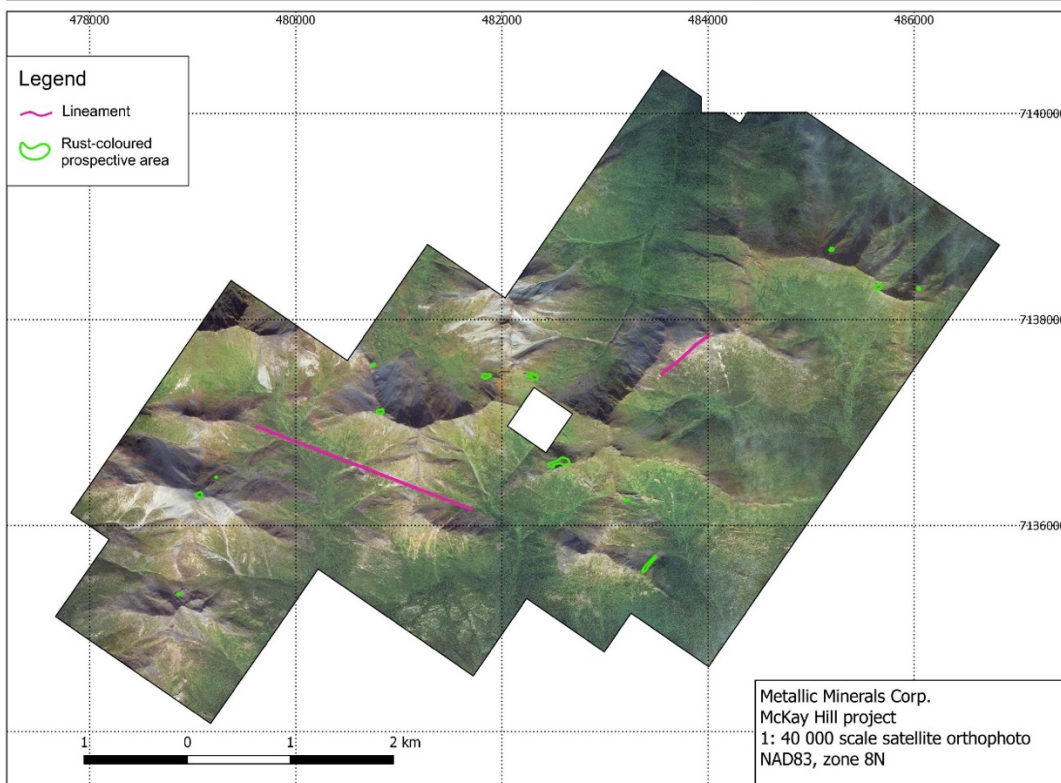 478000
480000
482000
484000
486000
Legend
Lineament
Rust-coloured
prospective area
7140000
7138000
7136000
1 0 1 2 km
Metallic Minerals Corp.
McKay Hill project
1: 40 000 scale satellite orthophoto
NAD83, zone 8N